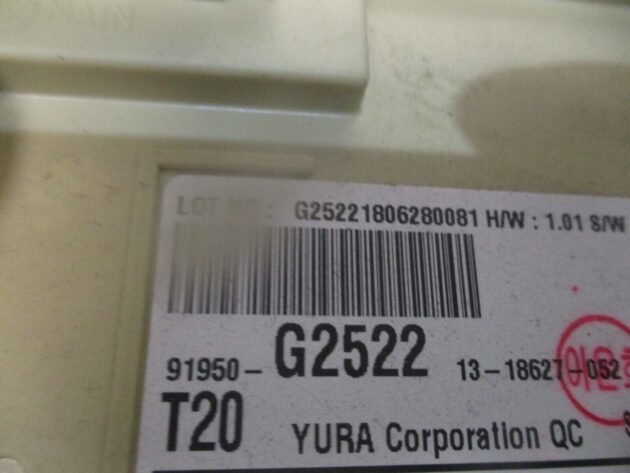 LOT NO : G25221806280081 H/W : 1.01 S/W
91950- G2522 13-18627-052
T20 YURA Corporation QC